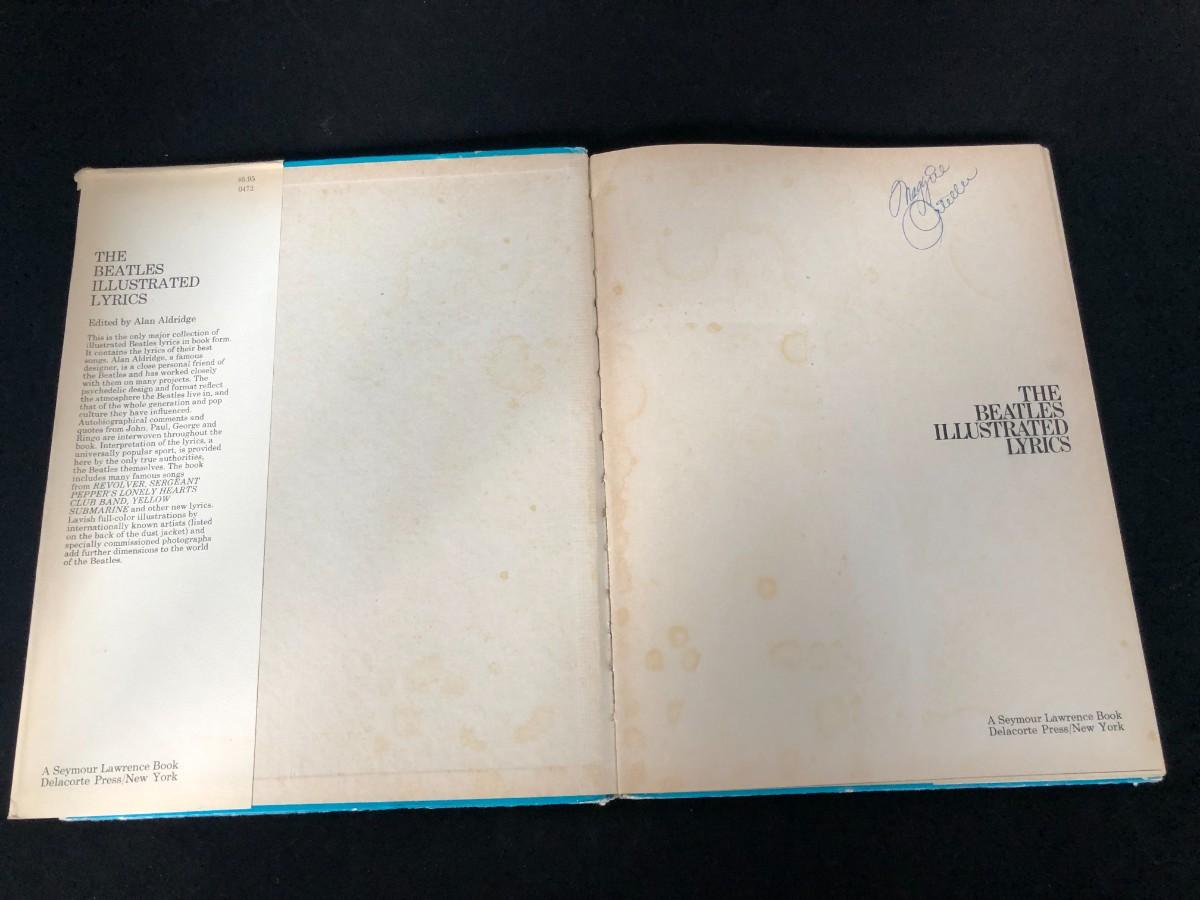 $6.95
0472
THE
BEATLES
ILLUSTRATED
LYRICS
Edited by Alan Aldridge
This is the only major collection of
illustrated Beatles lyrics in book form.
It contains the lyrics of their best
songs. Alan Aldridge, a famous
designer, is a close personal friend of
the Beatles and has worked closely
with them on many projects. The
psychedelic design and format reflect
the atmosphere the Beatles live in, and
that of the whole generation and pop
culture they have influenced.
Autobiographical comments and
quotes from John, Paul, George and
Ringo are interwoven throughout the
book. Interpretation of the lyrics, a
universally popular sport, is provided
here by the only true authorities,
the Beatles themselves. The book
includes many famous songs
from REVOLVER, SERGEANT
PEPPER'S LONELY HEARTS
CLUB BAND, YELLOW
SUBMARINE and other new lyrics.
Lavish full-color illustrations by
internationally known artists (listed
on the back of the dust jacket) and
specially commissioned photographs
add further dimensions to the world
of the Beatles.
A Seymour Lawrence Book
Delacorte Press/New York
THE
BEATLES
ILLUSTRATED
LYRICS
A Seymour Lawrence Book
Delacorte Press/New York